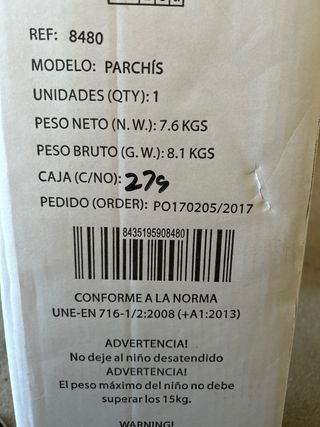 REF: 8480
MODELO: PARCHÍS
UNIDADES (QTY): 1
PESO NETO (N. W.): 7.6 KGS
PESO BRUTO (G. W.): 8.1 KGS
CAJA (C/NO): 279
PEDIDO (ORDER): PO170205/2017
8435195908480
CONFORME A LA NORMA
UNE-EN 716-1/2:2008 (+A1:2013)
ADVERTENCIA!
No deje al niño desatendido
ADVERTENCIA!
El peso máximo del niño no debe
superar los 15kg.
WARNING!